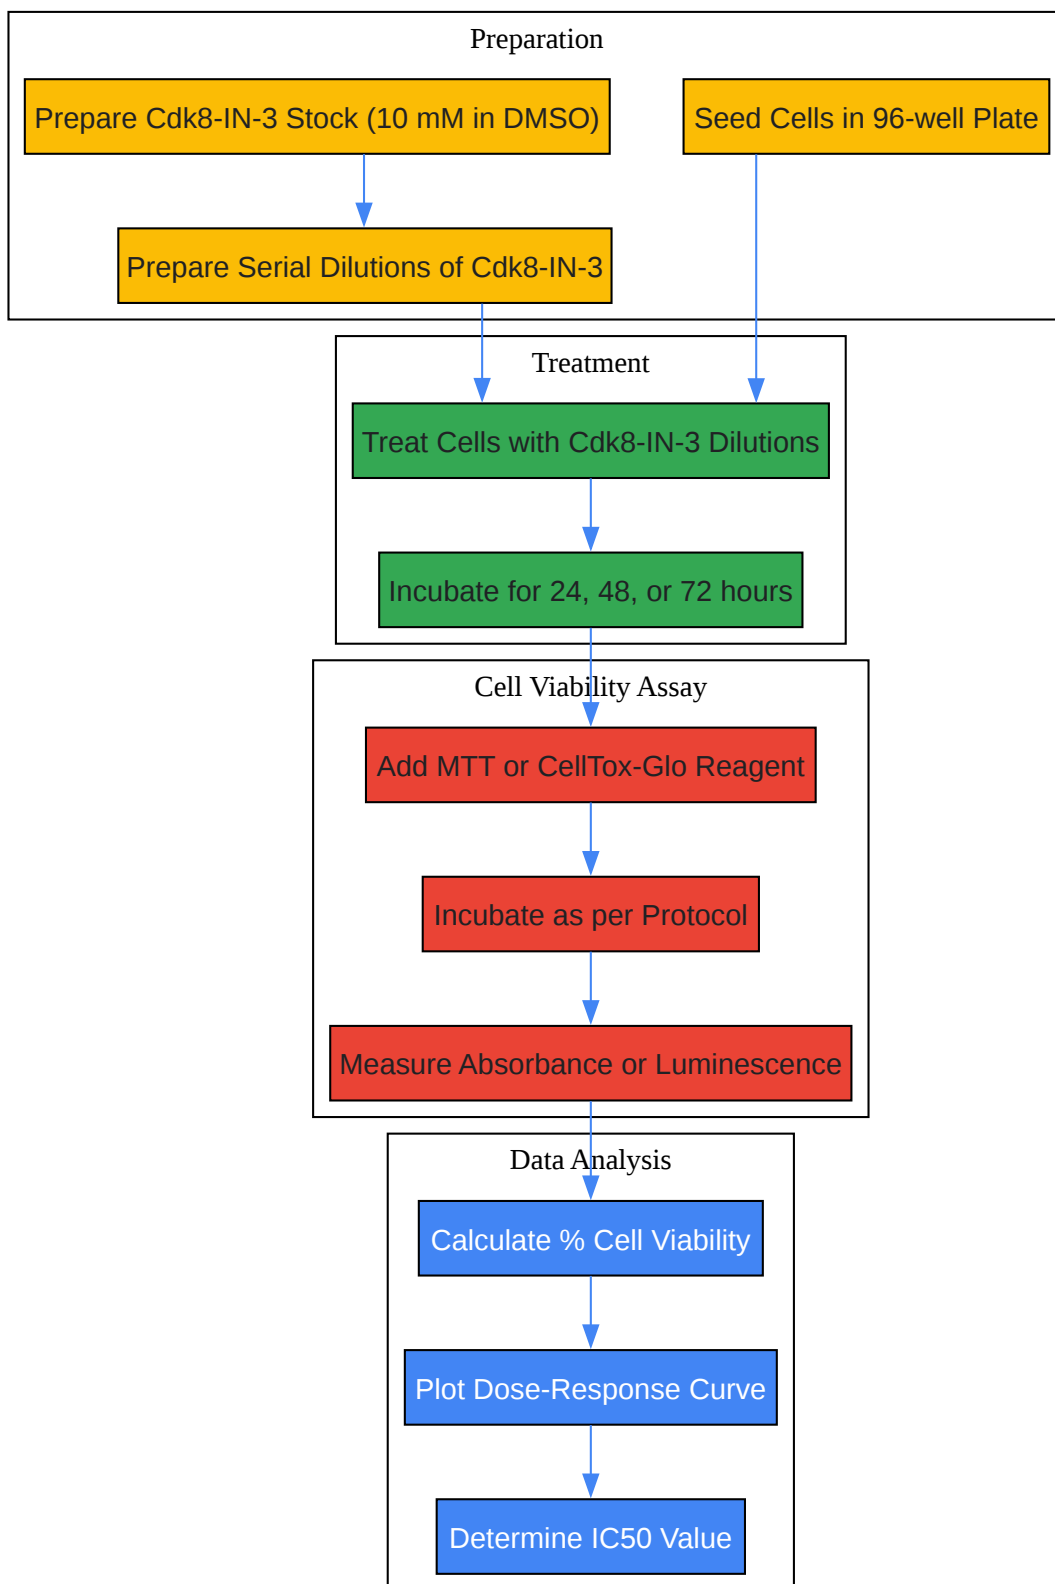 Preparation
Prepare Cdk8-IN-3 Stock (10 mM in DMSO)
Seed Cells in 96-well Plate
Prepare Serial Dilutions of Cdk8-IN-3
Treatment
Treat Cells with Cdk8-IN-3 Dilutions
Incubate for 24, 48, or 72 hours
Cell Viability Assay
Add MTT or CellTox-Glo Reagent
Incubate as per Protocol
Measure Absorbance or Luminescence
Data Analysis
Calculate % Cell Viability
Plot Dose-Response Curve
Determine IC50 Value